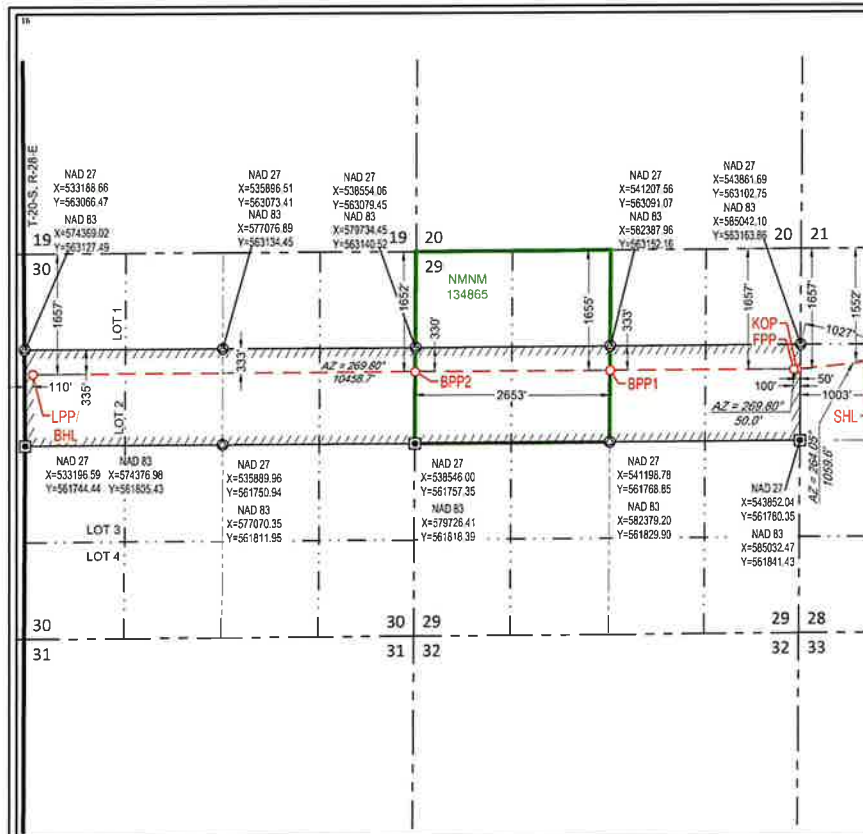 16
T-20-S, R-28-E
NAD 27
X=533188.66
Y=563066.47
NAD 83
X=574369.02
Y=563127.49
NAD 27
X=535896.51
Y=563073.41
NAD 83
X=577076.89
Y=563134.45
NAD 27
X=538554.06
Y=563079.45
NAD 83
X=579734.45
Y=563140.52
NAD 27
X=541207.56
Y=563091.07
NAD 83
X=582387.96
Y=563152.16
NAD 27
X=543861.69
Y=563102.75
NAD 83
X=585042.10
Y=563163.86
19
30
19 20
29
20 21
NMNM
134865
1657'
LOT 1
1652'
330'
1655'
333'
1657'
1657'
1552'
KOP
FPP
1027'
333'
AZ = 269.80°
10458.7'
110'
335'
LOT 2
BPP2
BPP1
2653'
100'
50'
1003'
AZ = 269.80°
50.0'
LPP/
BHL
SHL
AZ = 264.05°
1059.6'
NAD 27
X=533196.59
Y=561744.44
NAD 83
X=574376.98
Y=561805.43
NAD 27
X=535889.96
Y=561750.94
NAD 83
X=577070.35
Y=561811.95
NAD 27
X=538546.00
Y=561757.35
NAD 83
X=579726.41
Y=561818.39
NAD 27
X=541198.78
Y=561768.85
NAD 83
X=582379.20
Y=561829.90
NAD 27
X=543852.04
Y=561780.35
NAD 83
X=585032.47
Y=561841.43
LOT 3
LOT 4
30
31
30 29
31 32
29 28
32 33